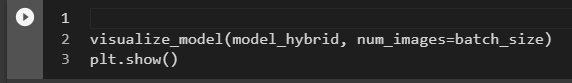 1
2 visualize_model(model_hybrid, num_images=batch_size)
3 plt.show()